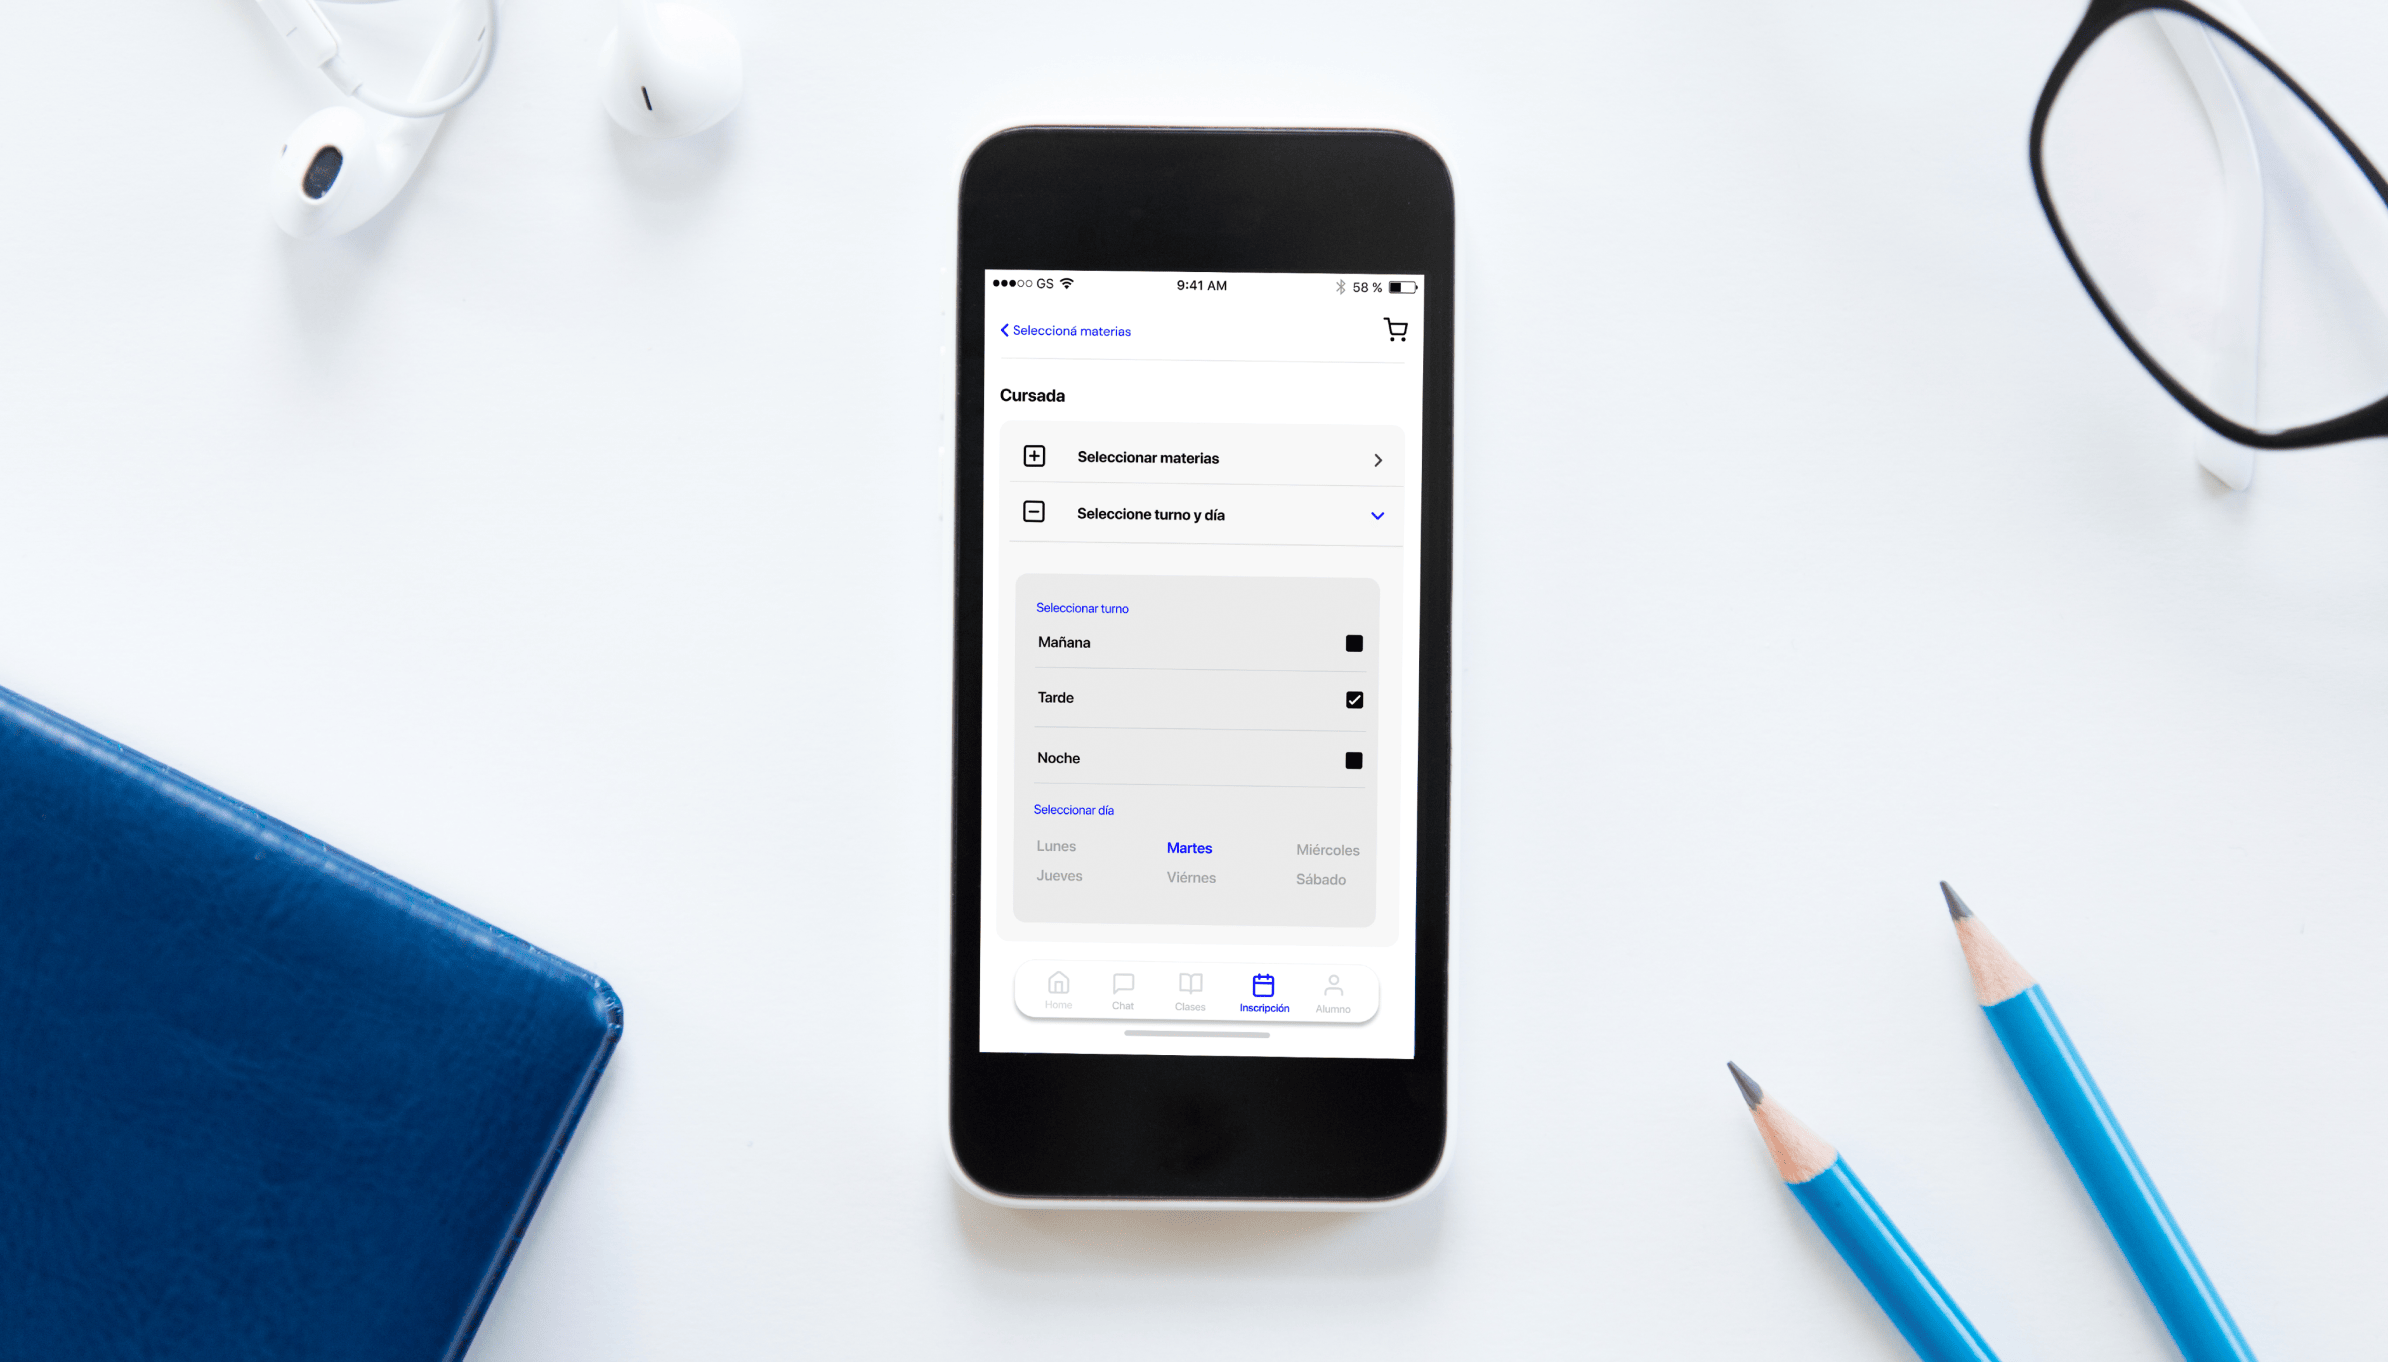 GS 9:41 AM 58 %
Seleccioná materias
Cursada
Seleccionar materias
Seleccione turno y día
Seleccionar turno
Mañana
Tarde
Noche
Seleccionar día
Lunes Martes Miércoles
Jueves Viérnes Sábado
Home Chat Clases Inscripción Alumno